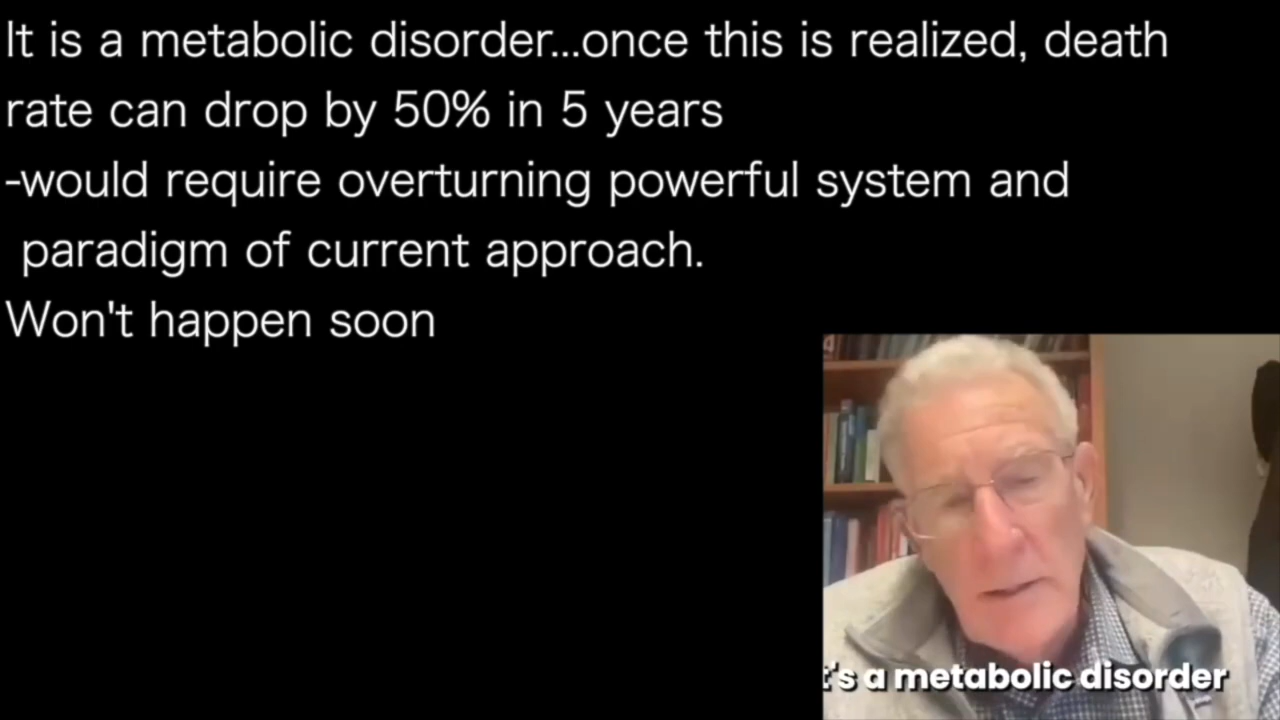 It is a metabolic disorder...once this is realized, death
rate can drop by 50% in 5 years
-would require overturning powerful system and
paradigm of current approach.
Won't happen soon
t's a metabolic disorder